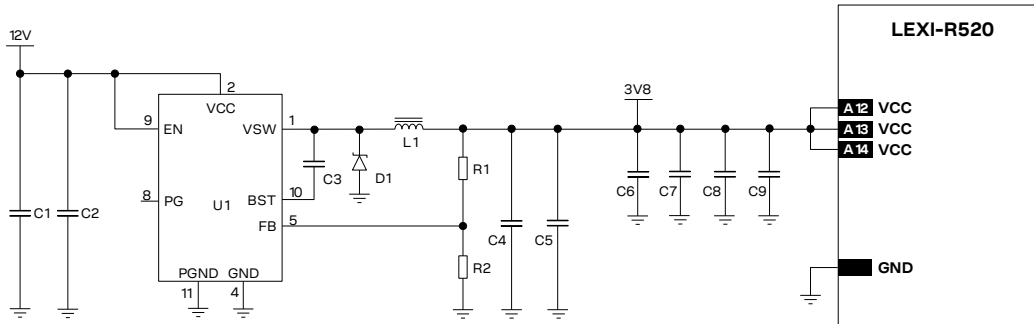 LEXI-R520
12V
3V8
2
VCC
A12 VCC
9 EN
VSW 1
A13 VCC
L1
A14 VCC
R1
C3
D1
C6
C7
C8
C9
8 PG
BST 10
U1
C1
C2
FB 5
C4
C5
R2
PGND GND
GND
11
4